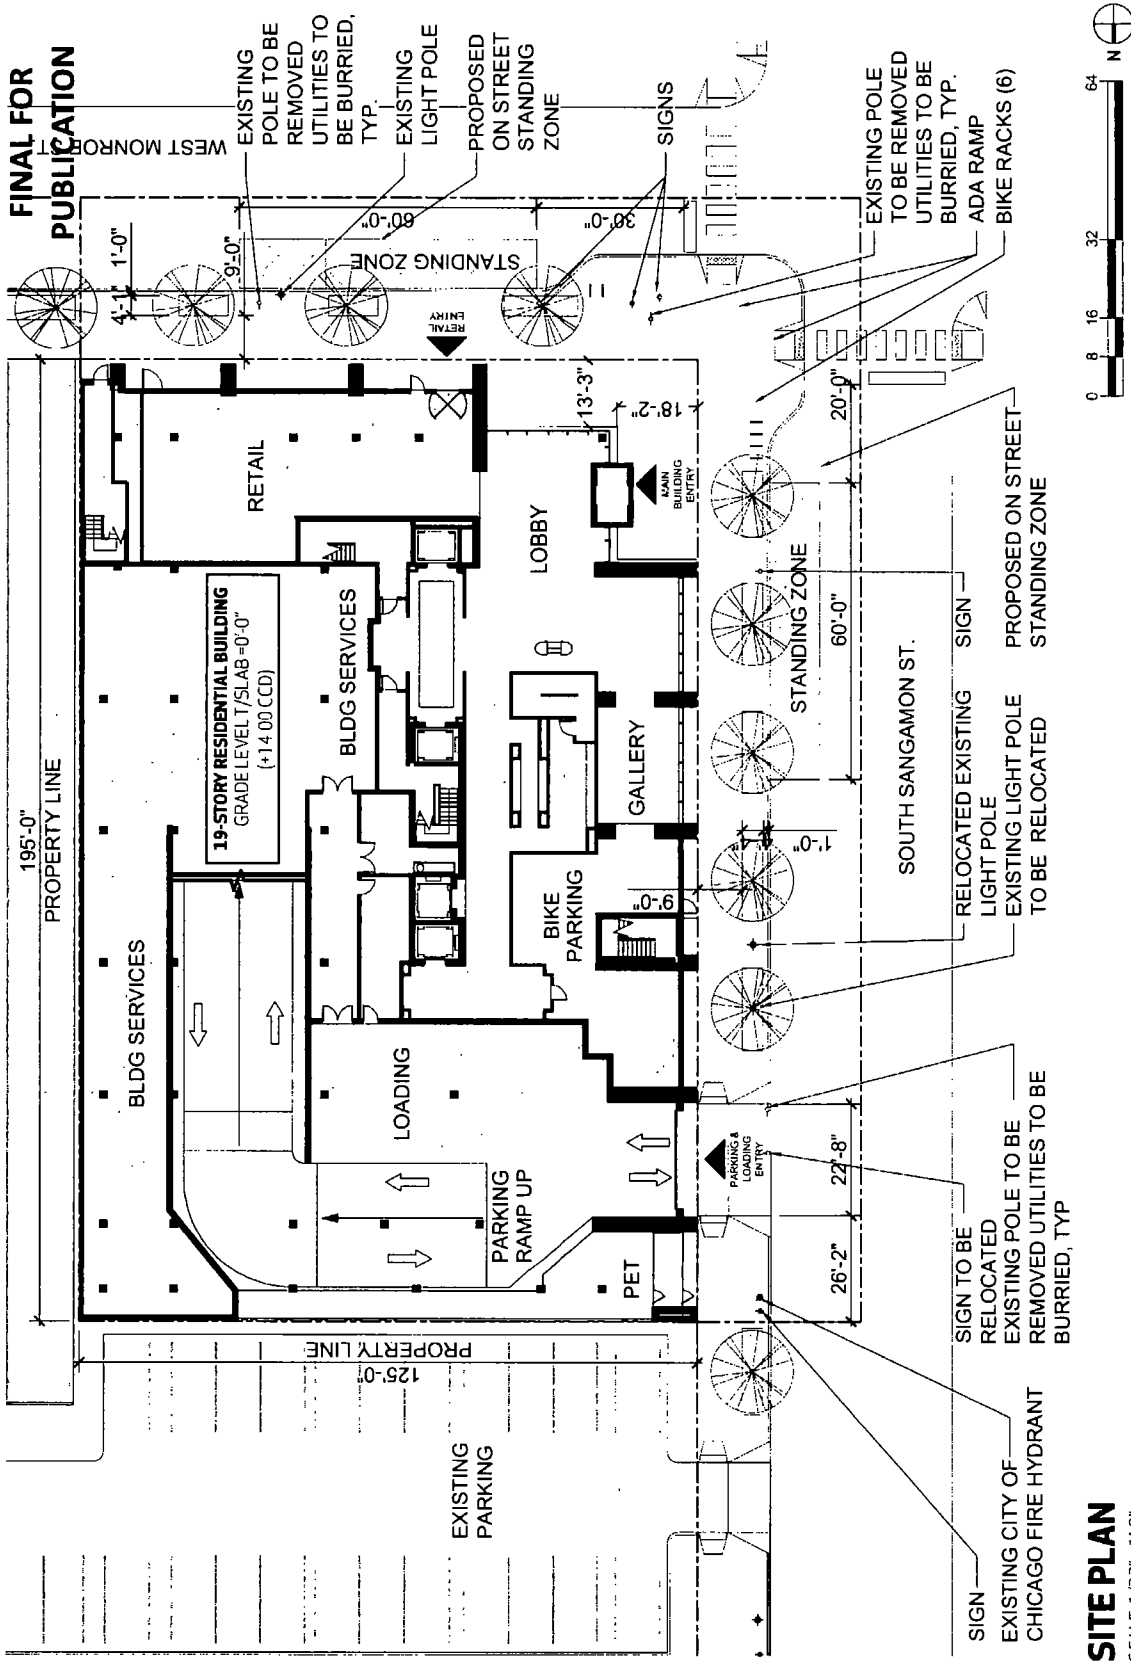 FINAL FOR
PUBLICATION
WEST MONROE ST.
EXISTING
POLE TO BE
REMOVED
UTILITIES TO
BE BURRIED,
TYP.
EXISTING
LIGHT POLE
PROPOSED
ON STREET
STANDING
ZONE
SIGNS
EXISTING POLE
TO BE REMOVED
UTILITIES TO BE
BURRIED, TYP.
ADA RAMP
BIKE RACKS (6)
195'-0"
PROPERTY LINE
4'-1"
1'-0"
9'-0"
60'-0"
STANDING ZONE
30'-0"
RETAIL
ENTRY
13'-3"
18'-2"
20'-0"
RETAIL
LOBBY
MAIN
BUILDING
ENTRY
19-STORY RESIDENTIAL BUILDING
GRADE LEVEL T/SLAB =0'-0"
(+14 00 CCD)
BLDG SERVICES
BLDG SERVICES
GALLERY
BIKE
PARKING
LOADING
PARKING
RAMP UP
PET
STANDING ZONE
60'-0"
1'-0"
9'-0"
PARKING &
LOADING
ENTRY
22'-8"
26'-2"
PROPERTY LINE
125'-0"
EXISTING
PARKING
SOUTH SANGAMON ST.
SIGN
PROPOSED ON STREET
STANDING ZONE
RELOCATED EXISTING
LIGHT POLE
EXISTING LIGHT POLE
TO BE RELOCATED
SIGN TO BE
RELOCATED
EXISTING POLE TO BE
REMOVED UTILITIES TO BE
BURRIED, TYP
SIGN
EXISTING CITY OF
CHICAGO FIRE HYDRANT
0 8 16 32 64
N
SITE PLAN